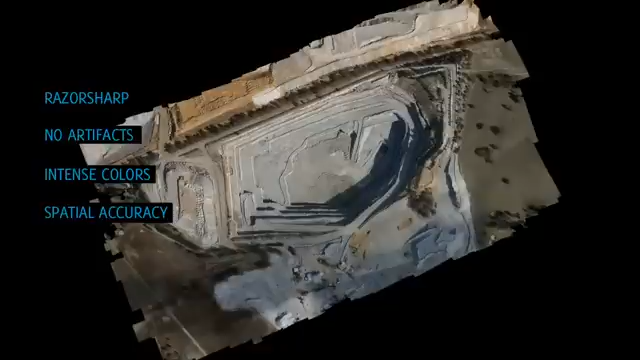 RAZORSHARP
NO ARTIFACTS
INTENSE COLORS
SPATIAL ACCURACY